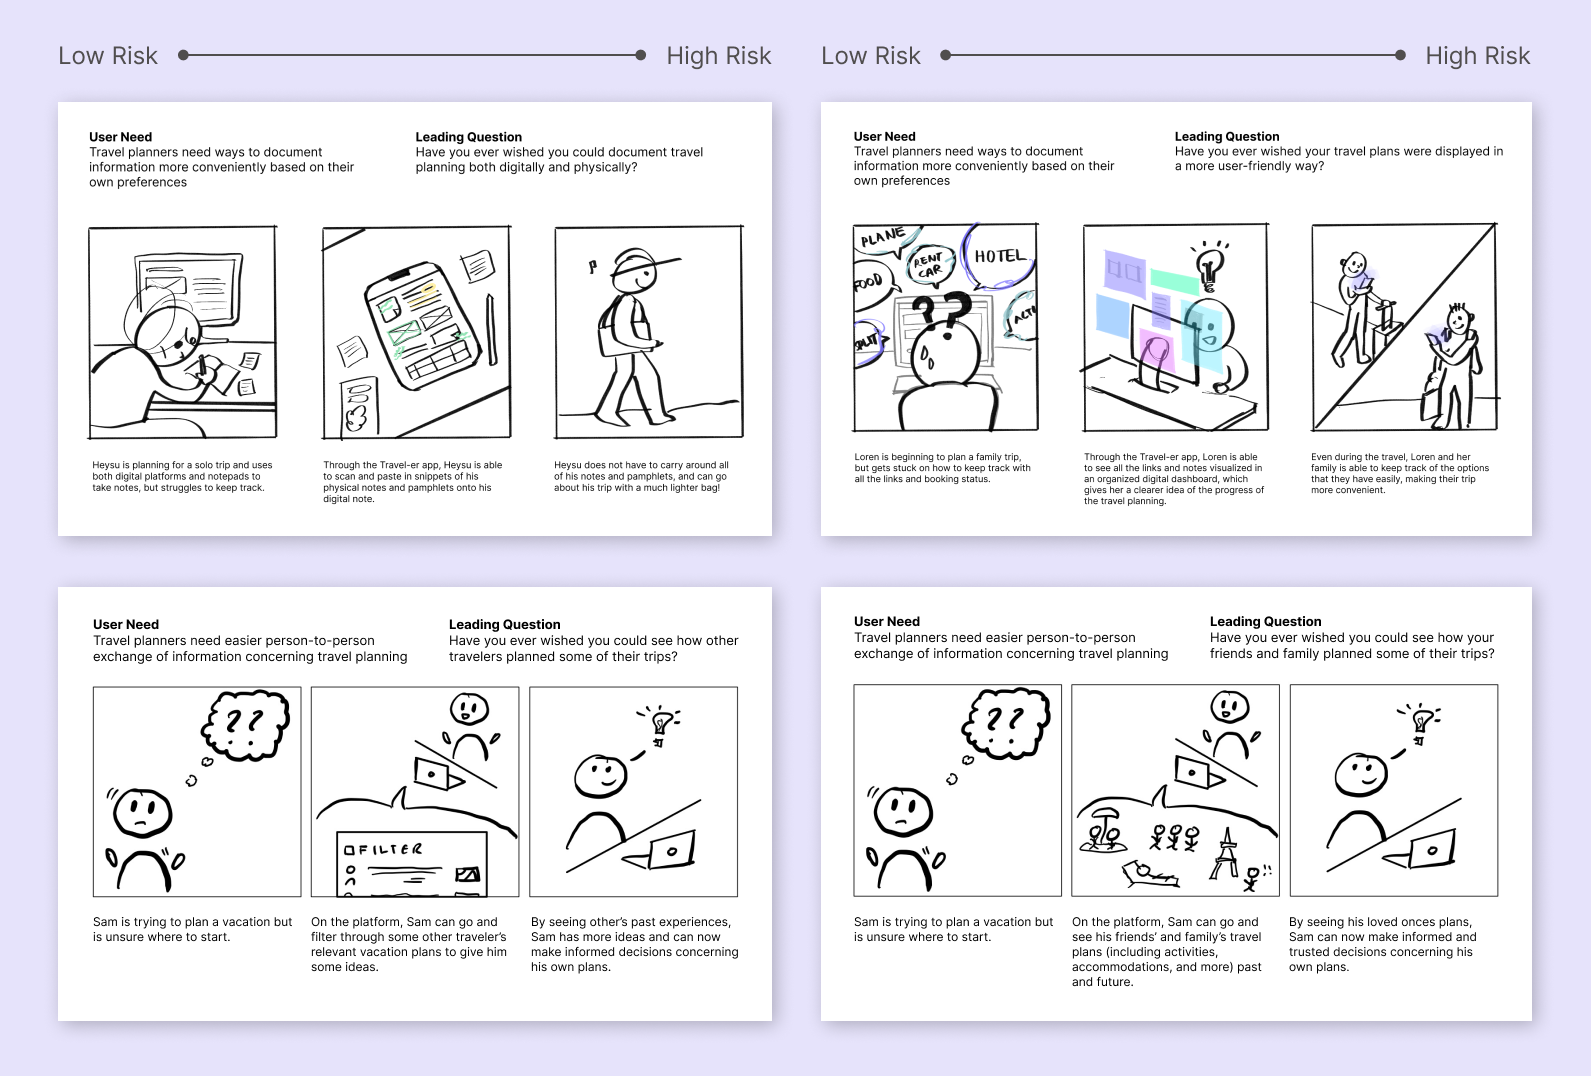 Low Risk
High Risk
Low Risk
High Risk
User Need
Travel planners need ways to document
information more conveniently based on their
own preferences
Leading Question
Have you ever wished you could document travel
planning both digitally and physically?
Heysu is planning for a solo trip and uses
both digital platforms and notepads to
take notes, but struggles to keep track.
Through the Travel-er app, Heysu is able
to scan and paste in snippets of his
physical notes and pamphlets onto his
digital note.
Heysu does not have to carry around all
of his notes and pamphlets, and can go
about his trip with a much lighter bag!
User Need
Travel planners need ways to document
information more conveniently based on their
own preferences
Leading Question
Have you ever wished your travel plans were displayed in
a more user-friendly way?
PLANE
RENT
CAR
HOTEL
FOOD
SPLIT
??
Loren is beginning to plan a family trip,
but gets stuck on how to keep track with
all the links and booking status.
Through the Travel-er app, Loren is able
to see all the links and notes visualized in
an organized digital dashboard, which
gives her a clearer idea of the progress of
the travel planning.
Even during the travel, Loren and her
family is able to keep track of the options
that they have easily, making their trip
more convenient.
User Need
Travel planners need easier person-to-person
exchange of information concerning travel planning
Leading Question
Have you ever wished you could see how other
travelers planned some of their trips?
??
FILTER
Sam is trying to plan a vacation but
is unsure where to start.
On the platform, Sam can go and
filter through some other traveler's
relevant vacation plans to give him
some ideas.
By seeing other's past experiences,
Sam has more ideas and can now
make informed decisions concerning
his own plans.
User Need
Travel planners need easier person-to-person
exchange of information concerning travel planning
Leading Question
Have you ever wished you could see how your
friends and family planned some of their trips?
??
Sam is trying to plan a vacation but
is unsure where to start.
On the platform, Sam can go and
see his friends' and family's travel
plans (including activities,
accommodations, and more) past
and future.
By seeing his loved onces plans,
Sam can now make informed and
trusted decisions concerning his
own plans.